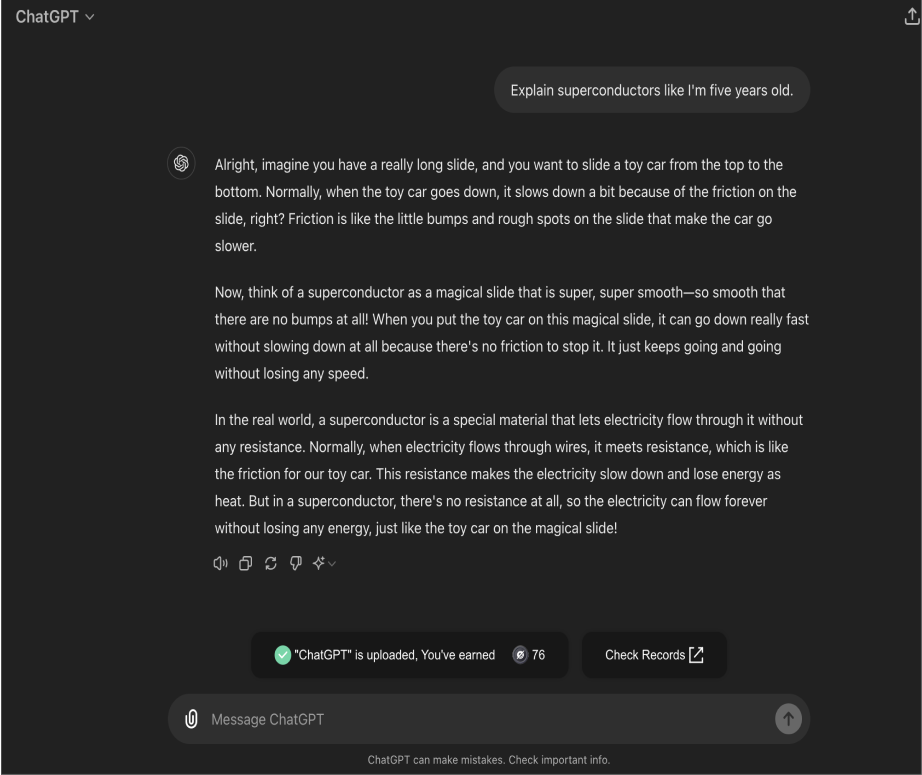 ChatGPT
Explain superconductors like I'm five years old.
Alright, imagine you have a really long slide, and you want to slide a toy car from the top to the
bottom. Normally, when the toy car goes down, it slows down a bit because of the friction on the
slide, right? Friction is like the little bumps and rough spots on the slide that make the car go
slower.
Now, think of a superconductor as a magical slide that is super, super smooth—so smooth that
there are no bumps at all! When you put the toy car on this magical slide, it can go down really fast
without slowing down at all because there's no friction to stop it. It just keeps going and going
without losing any speed.
In the real world, a superconductor is a special material that lets electricity flow through it without
any resistance. Normally, when electricity flows through wires, it meets resistance, which is like
the friction for our toy car. This resistance makes the electricity slow down and lose energy as
heat. But in a superconductor, there's no resistance at all, so the electricity can flow forever
without losing any energy, just like the toy car on the magical slide!
"ChatGPT" is uploaded, You've earned 76 Check Records
Message ChatGPT
ChatGPT can make mistakes. Check important info.